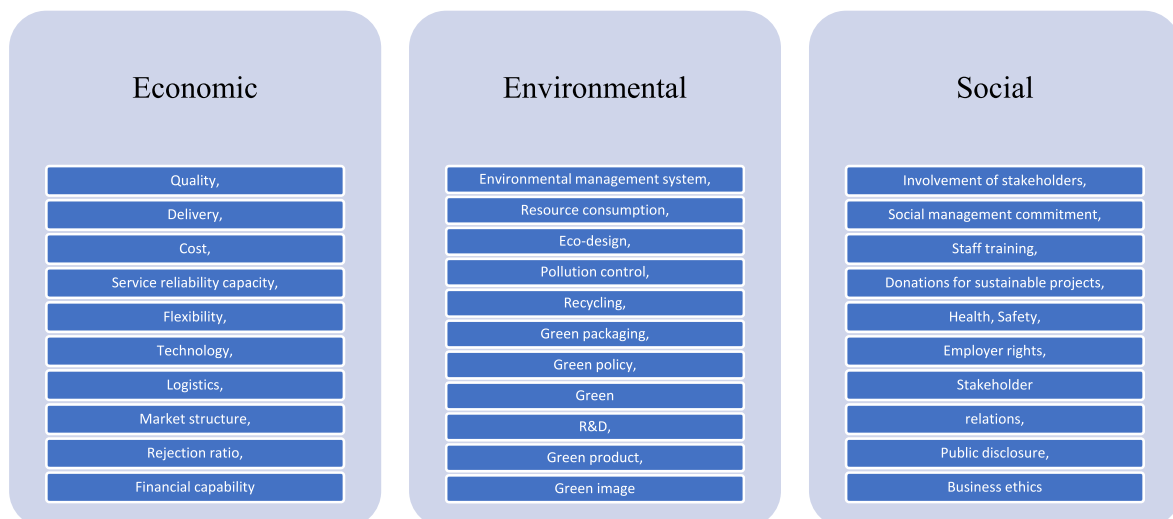 Economic
Quality,
Delivery,
Cost,
Service reliability capacity,
Flexibility,
Technology,
Logistics,
Market structure,
Rejection ratio,
Financial capability
Environmental
Environmental management system,
Resource consumption,
Eco-design,
Pollution control,
Recycling,
Green packaging,
Green policy,
Green
R&D,
Green product,
Green image
Social
Involvement of stakeholders,
Social management commitment,
Staff training,
Donations for sustainable projects,
Health, Safety,
Employer rights,
Stakeholder
relations,
Public disclosure,
Business ethics